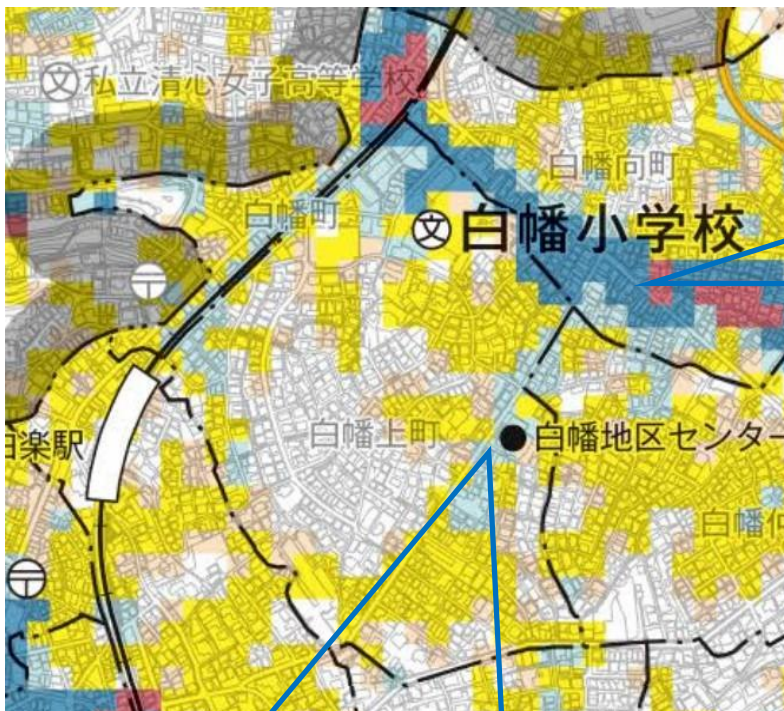 文 私立清心女子高等学校
白幡向町
白幡町
文 白幡小学校
〒
白幡上町
白幡地区センター
楽駅
白幡仲
〒